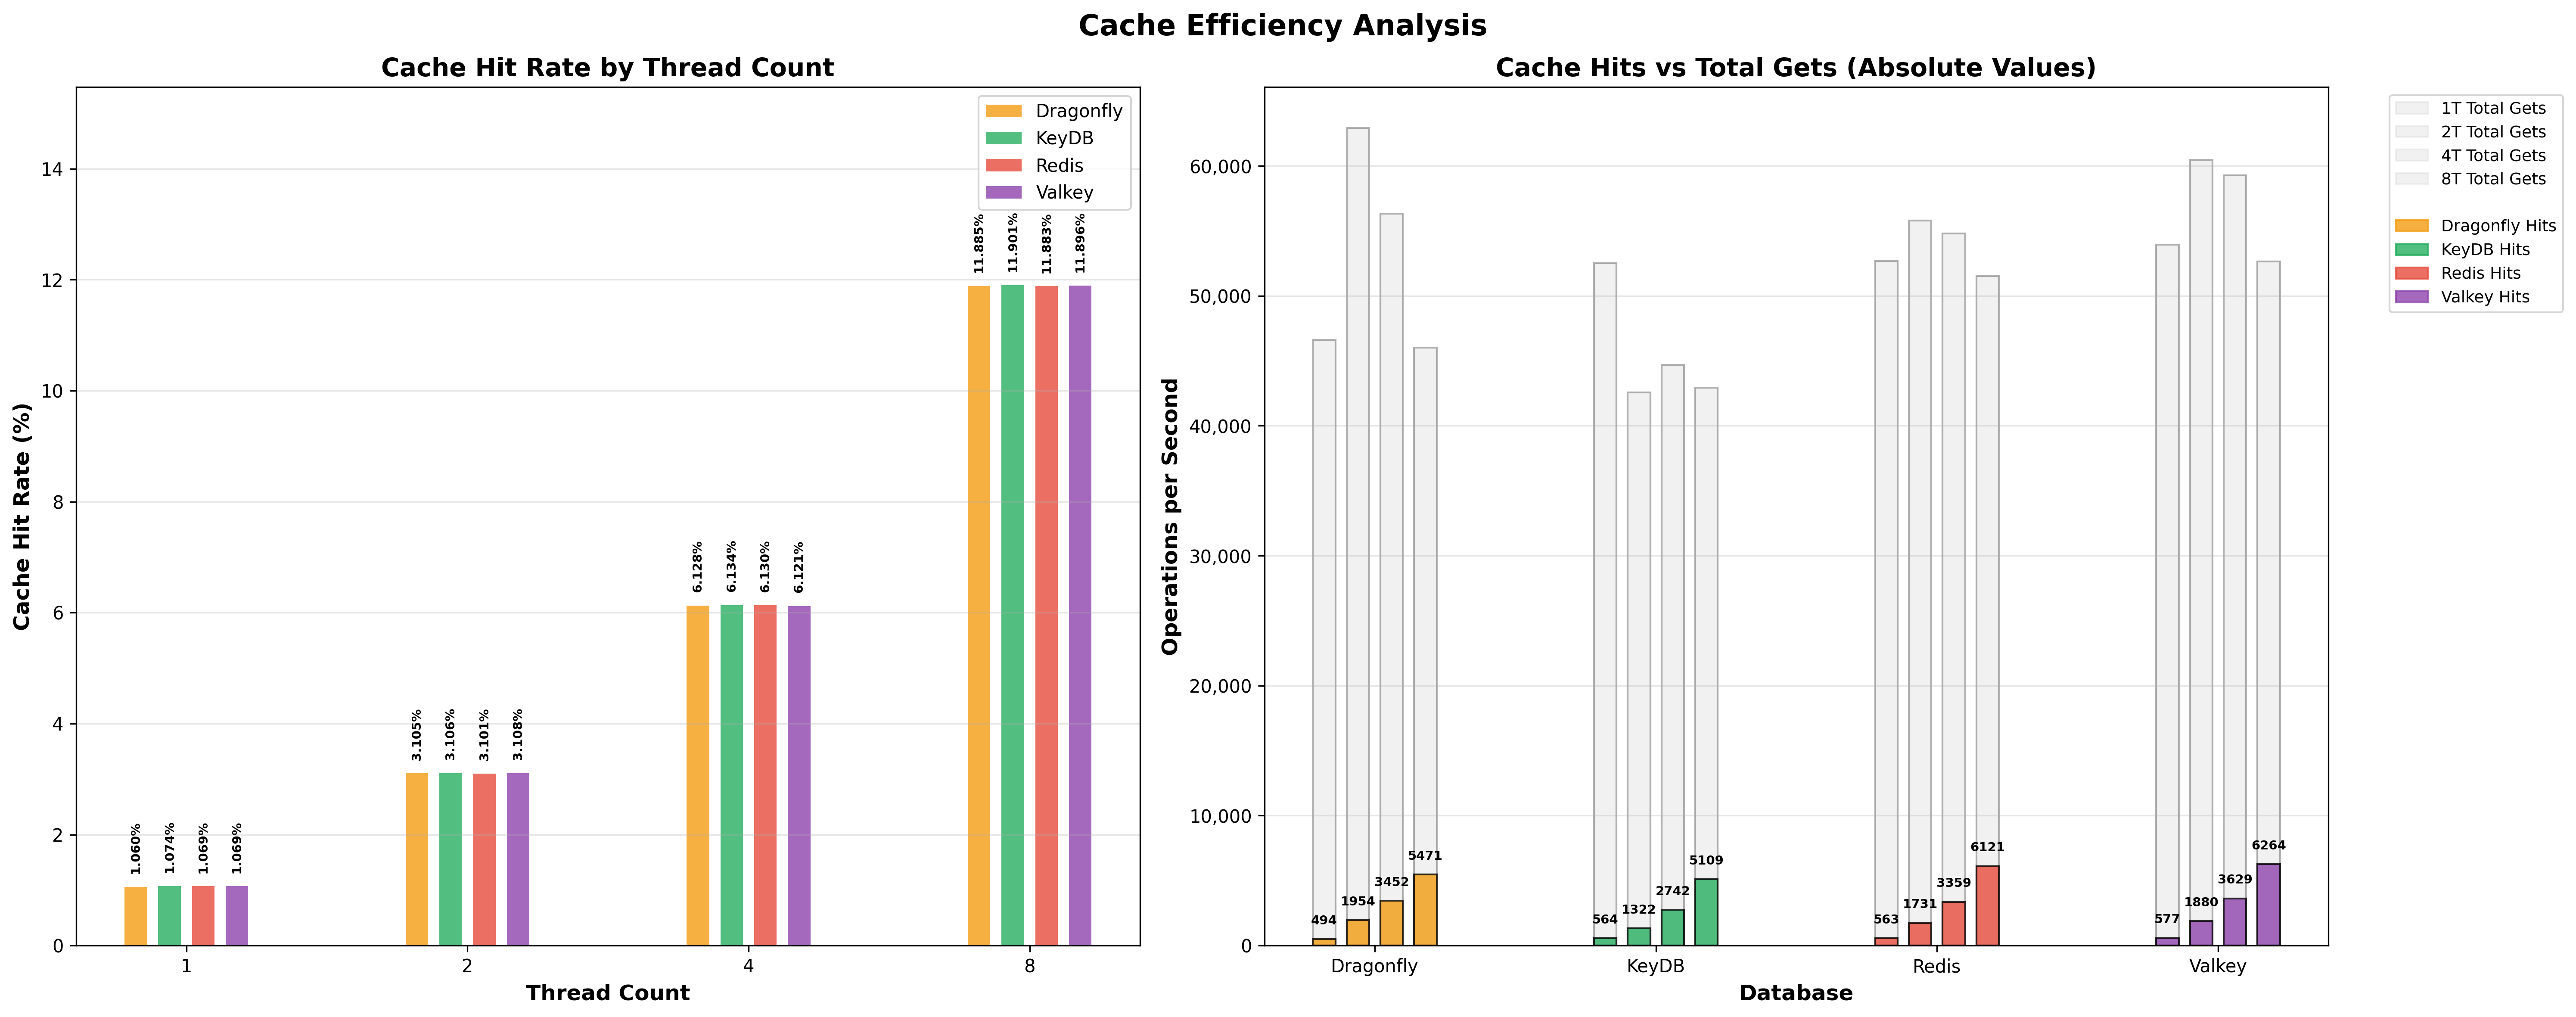 Cache Efficiency Analysis
Cache Hit Rate by Thread Count
Cache Hit Rate (%)
14
12
10
8
6
4
2
0
Dragonfly
KeyDB
Redis
Valkey
1.060%
1.074%
1.069%
1.069%
3.105%
3.106%
3.101%
3.108%
6.128%
6.134%
6.130%
6.121%
11.885%
11.901%
11.883%
11.896%
1
2
4
8
Thread Count
Cache Hits vs Total Gets (Absolute Values)
Operations per Second
60,000
50,000
40,000
30,000
20,000
10,000
0
494
1954
3452
5471
564
1322
2742
5109
563
1731
3359
6121
577
1880
3629
6264
Dragonfly
KeyDB
Redis
Valkey
Database
1T Total Gets
2T Total Gets
4T Total Gets
8T Total Gets
Dragonfly Hits
KeyDB Hits
Redis Hits
Valkey Hits